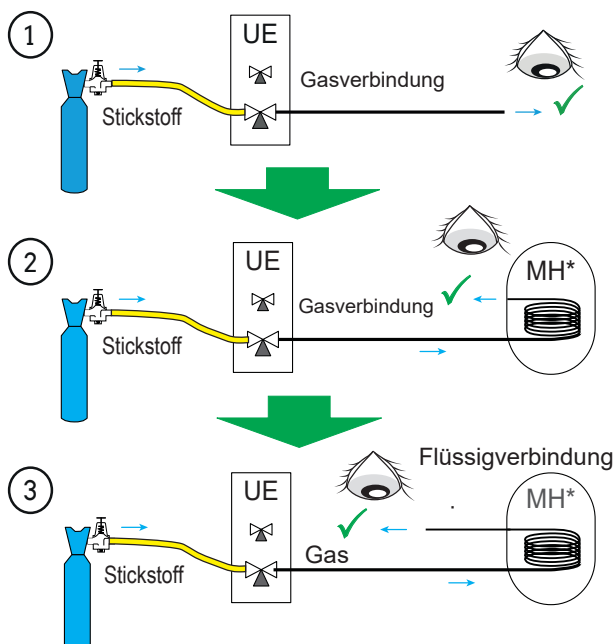 1
UE
Gasverbindung
Stickstoff
2
UE
MH*
Gasverbindung
Stickstoff
3
Flüssigverbindung
UE
MH*
Gas
Stickstoff